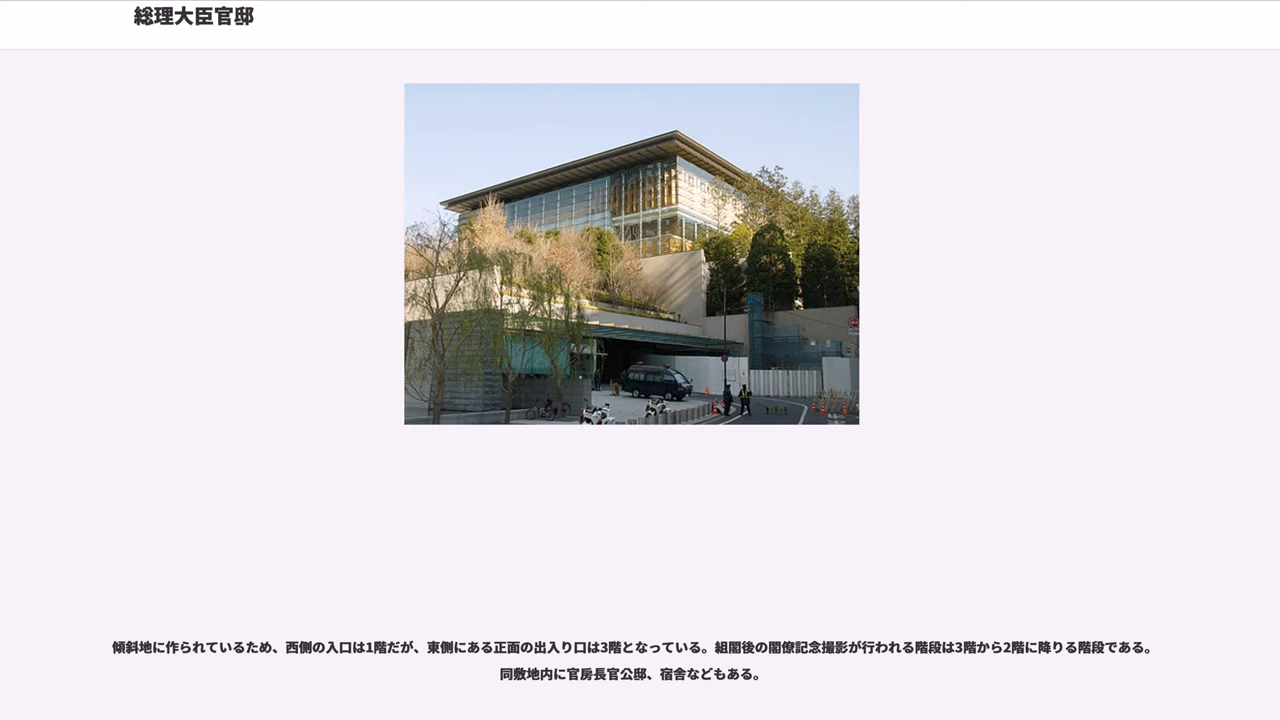 総理大臣官邸
傾斜地に作られているため、西側の入口は1階だが、東側にある正面の出入り口は3階となっている。組閣後の閣僚記念撮影が行われる階段は3階から2階に降りる階段である。
同敷地内に官房長官公邸、宿舎などもある。